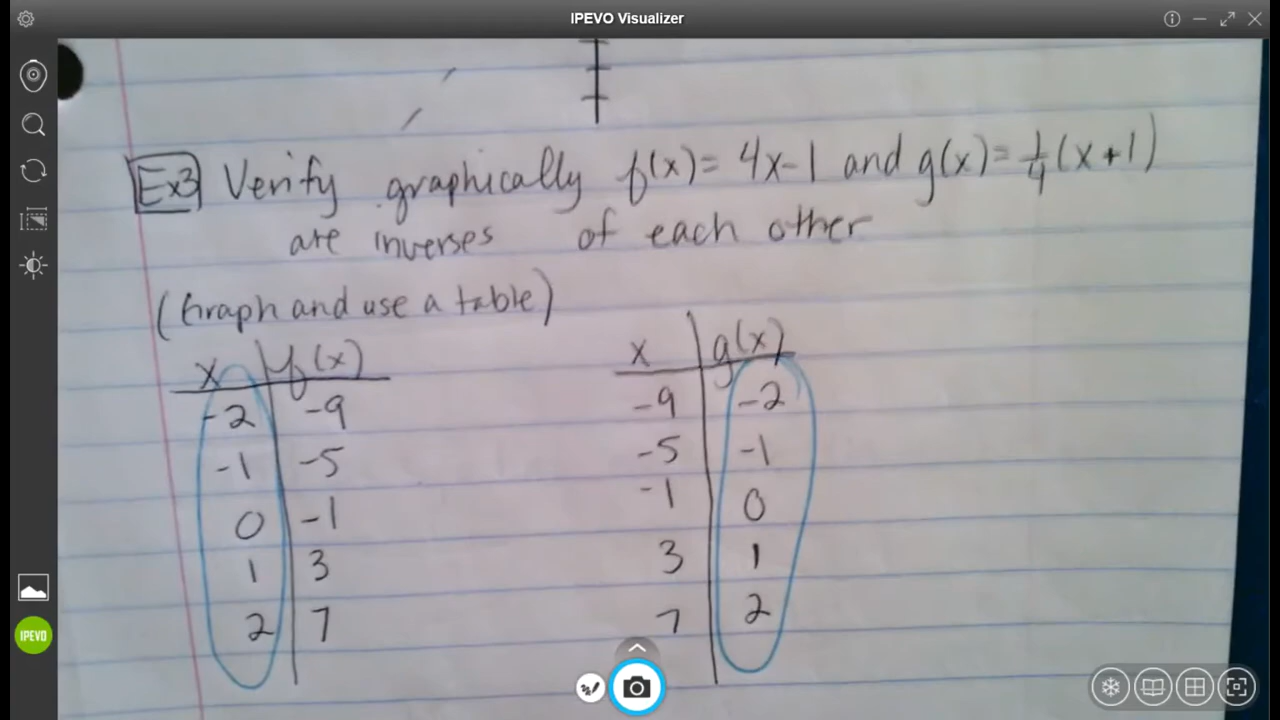 IPEVO Visualizer
Ex3 Verify graphically f(x)= 4x-1 and g(x)= 1/4(x+1)
are inverses of each other
(Graph and use a table)
x f(x) x g(x)
-2 -9 -9 -2
-1 -5 -5 -1
0 -1 -1 0
1 3 3 1
2 7 7 2
IPEVO